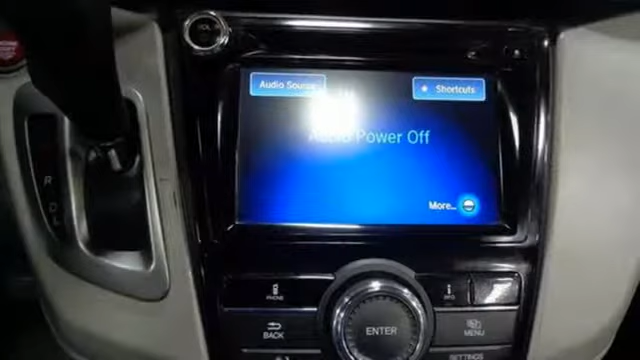 Audio Source
Shortcuts
Audio Power Off
More...
R
D
L
PHONE
INFO
BACK
ENTER
MENU
SETTINGS